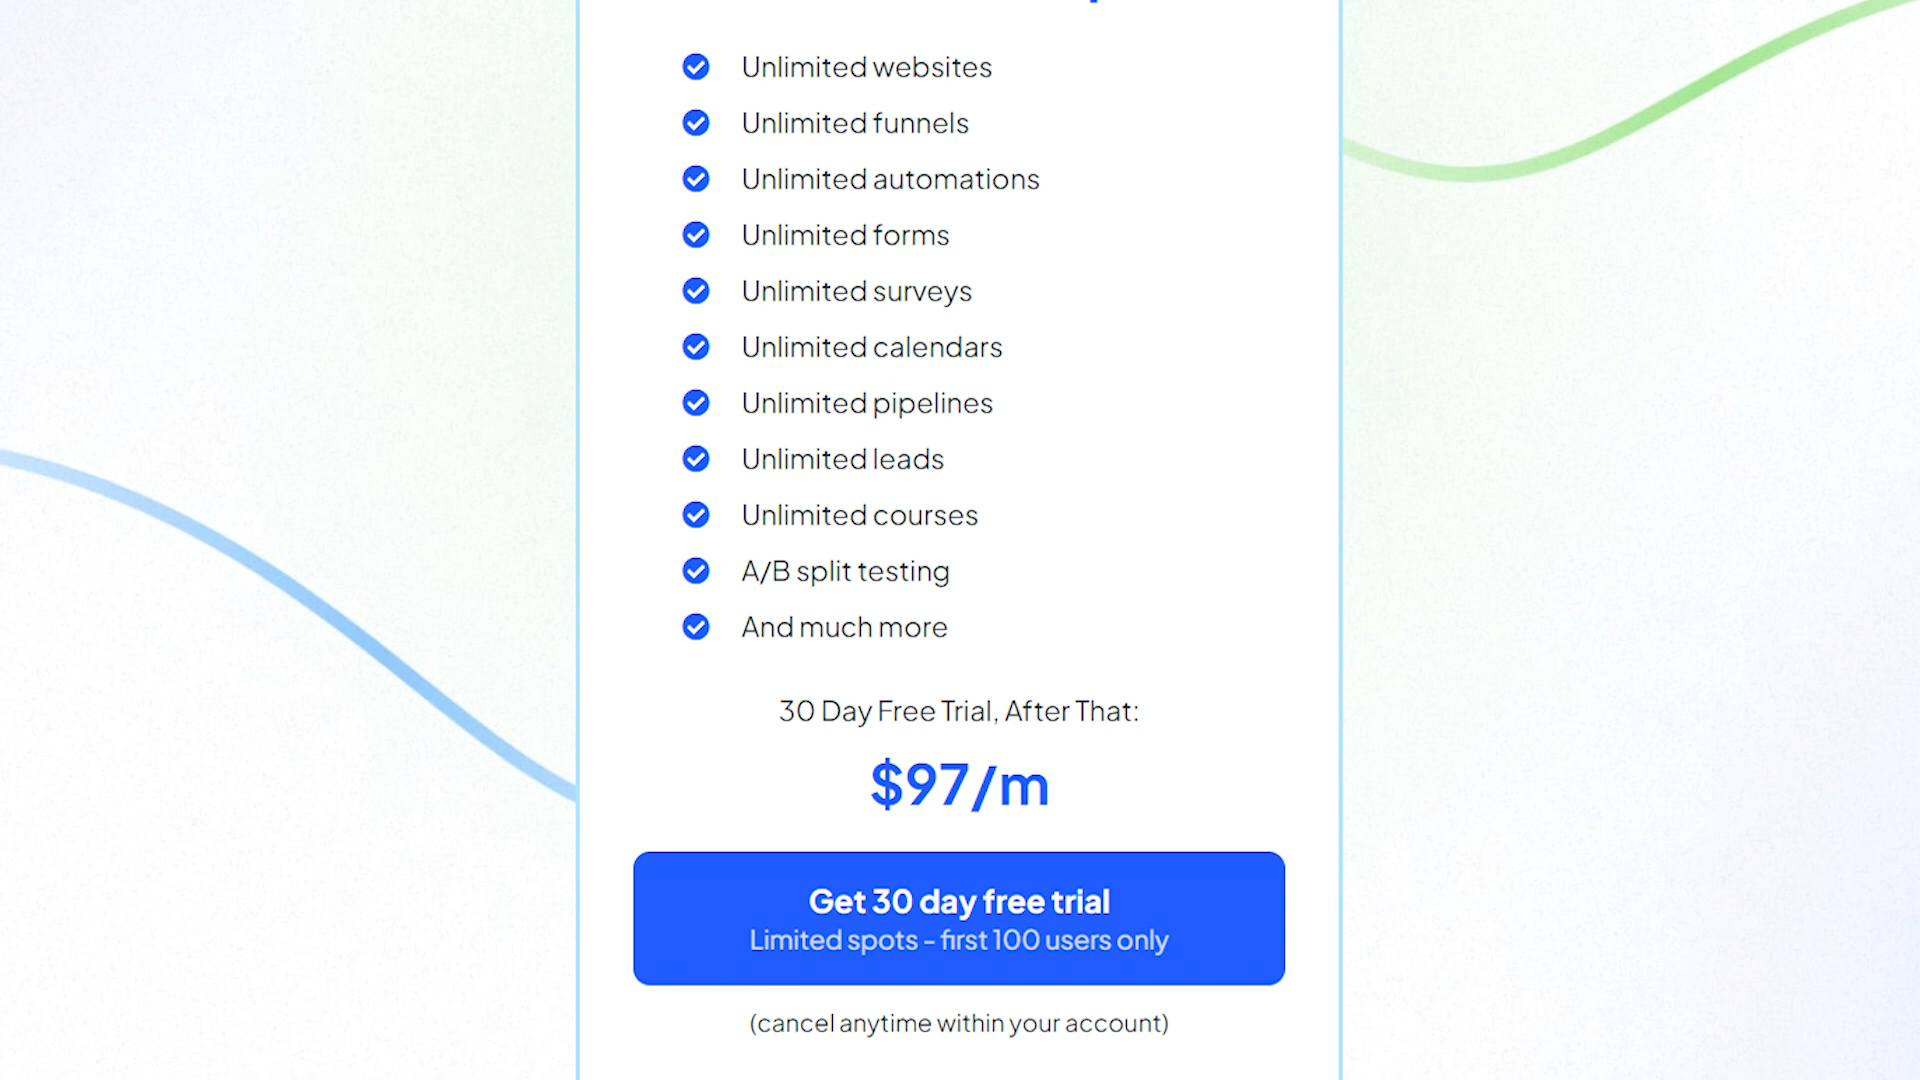 Unlimited websites
Unlimited funnels
Unlimited automations
Unlimited forms
Unlimited surveys
Unlimited calendars
Unlimited pipelines
Unlimited leads
Unlimited courses
A/B split testing
And much more
30 Day Free Trial, After That:
$97/m
Get 30 day free trial
Limited spots - first 100 users only
(cancel anytime within your account)